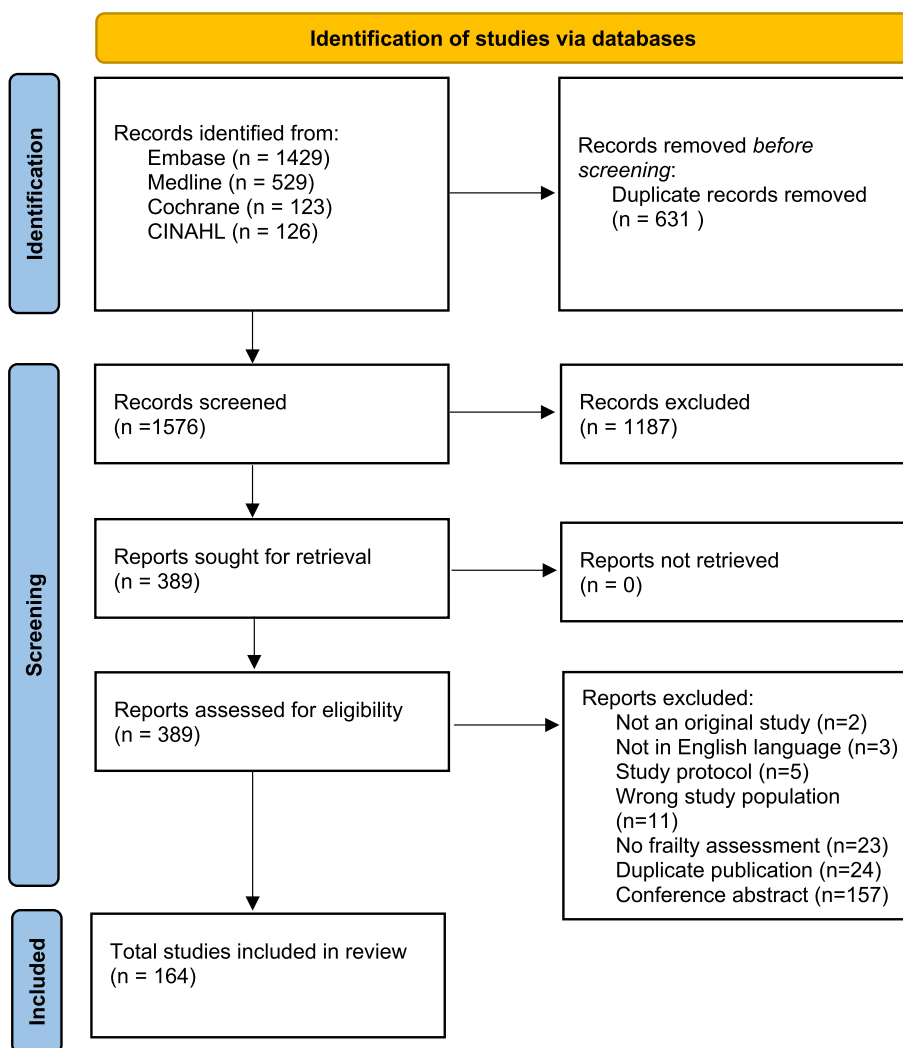 Identification of studies via databases
Identification
Records identified from:
Embase (n = 1429)
Medline (n = 529)
Cochrane (n = 123)
CINAHL (n = 126)
Records removed before
screening:
Duplicate records removed
(n = 631 )
Screening
Records screened
(n =1576)
Records excluded
(n = 1187)
Reports sought for retrieval
(n = 389)
Reports not retrieved
(n = 0)
Reports assessed for eligibility
(n = 389)
Reports excluded:
Not an original study (n=2)
Not in English language (n=3)
Study protocol (n=5)
Wrong study population
(n=11)
No frailty assessment (n=23)
Duplicate publication (n=24)
Conference abstract (n=157)
Included
Total studies included in review
(n = 164)